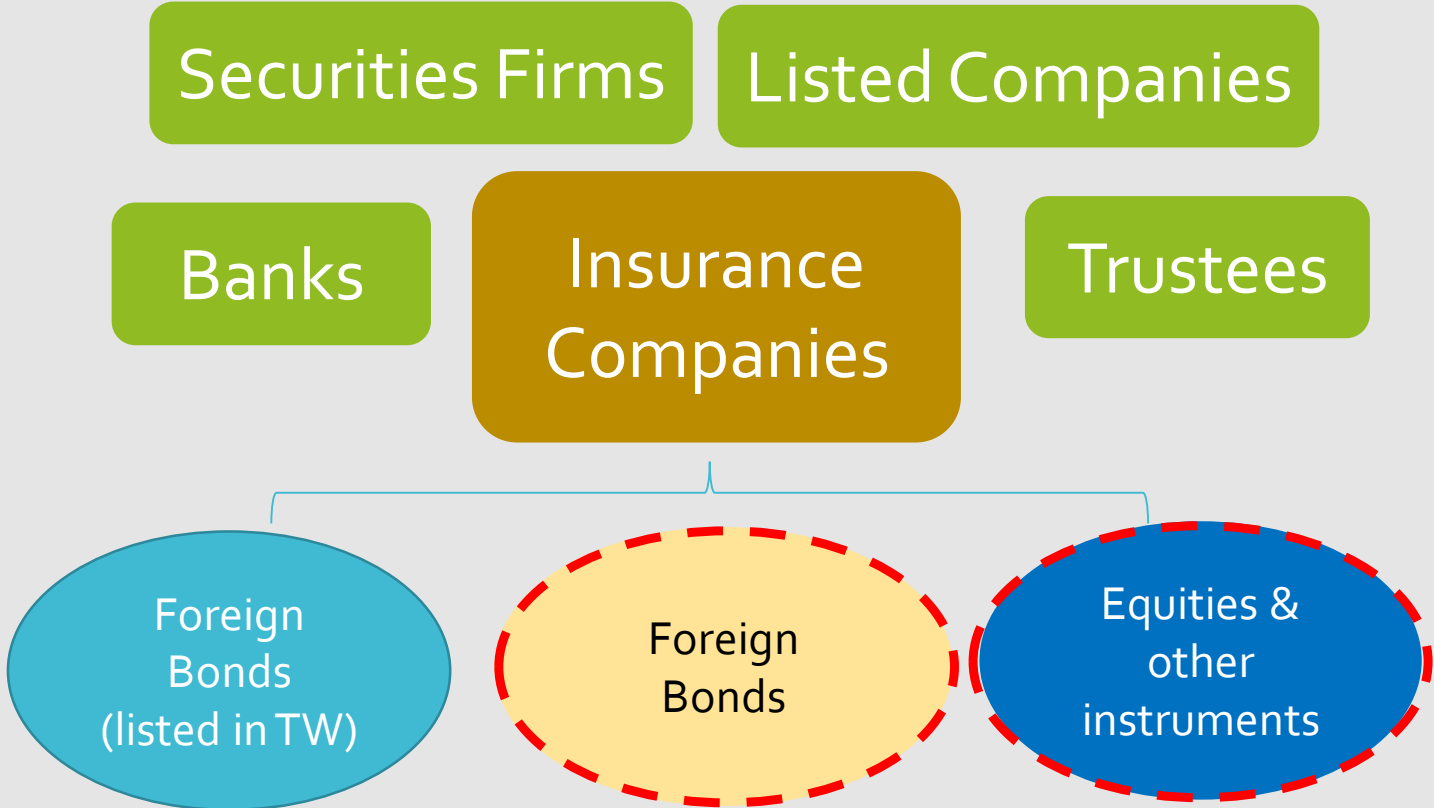 Securities Firms
Listed Companies
Banks
Insurance
Companies
Trustees
Foreign
Bonds
(listed in TW)
Foreign
Bonds
Equities &
other
instruments